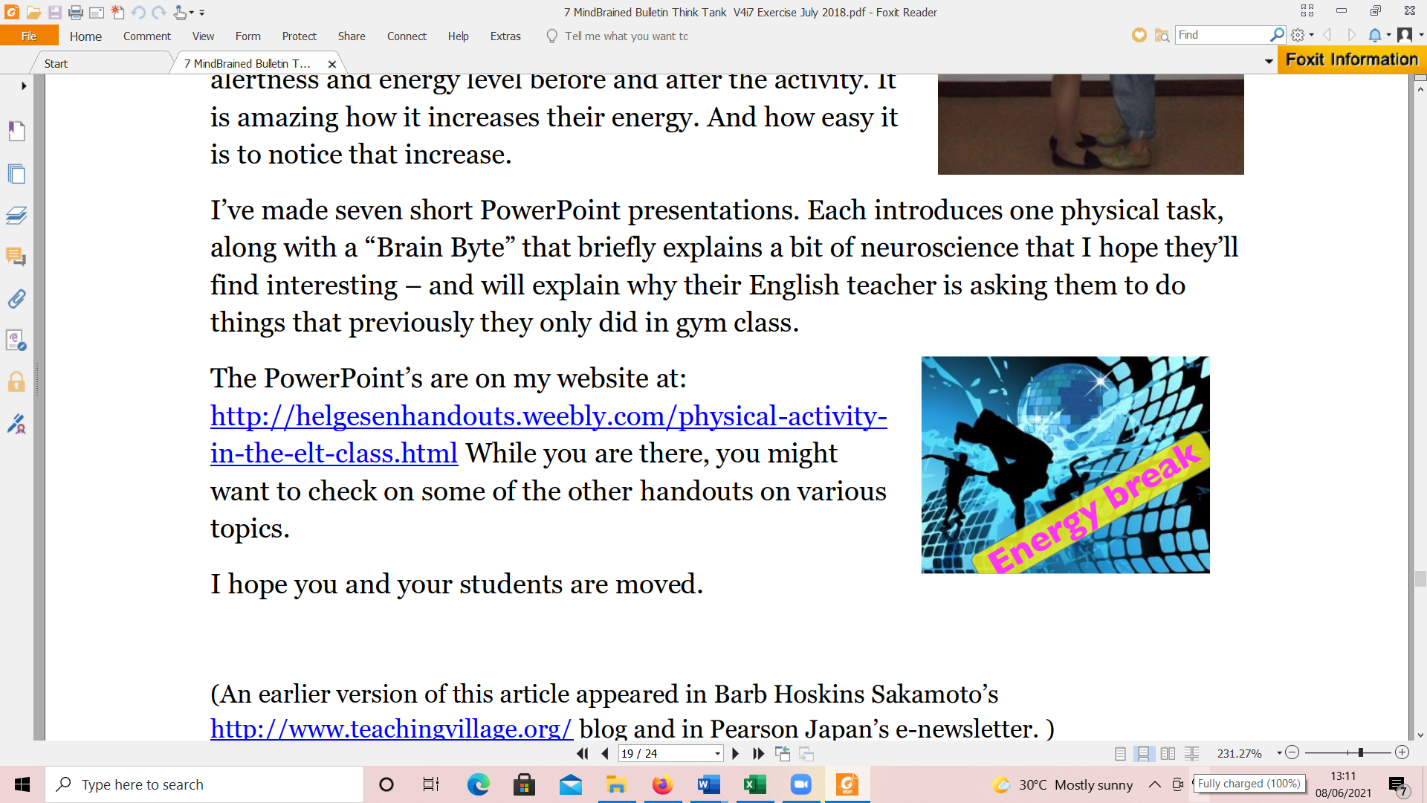 7 MindBrained Bulletin Think Tank V4i7 Exercise July 2018.pdf - Foxit Reader
File Home Comment View Form Protect Share Connect Help Extras Tell me what you want to Find
Start 7 MindBrained Bulletin T... Foxit Information
alertness and energy level before and after the activity. It
is amazing how it increases their energy. And how easy it
is to notice that increase.
I’ve made seven short PowerPoint presentations. Each introduces one physical task,
along with a “Brain Byte” that briefly explains a bit of neuroscience that I hope they’ll
find interesting – and will explain why their English teacher is asking them to do
things that previously they only did in gym class.
The PowerPoint’s are on my website at:
http://helgesenhandouts.weebly.com/physical-activity-
in-the-elt-class.html While you are there, you might
want to check on some of the other handouts on various
topics.
Energy break
I hope you and your students are moved.
(An earlier version of this article appeared in Barb Hoskins Sakamoto’s
http://www.teachingvillage.org/ blog and in Pearson Japan’s e-newsletter. )
19 / 24 231.27%
Type here to search 30°C Mostly sunny Fully charged (100%) 13:11
08/06/2021 7